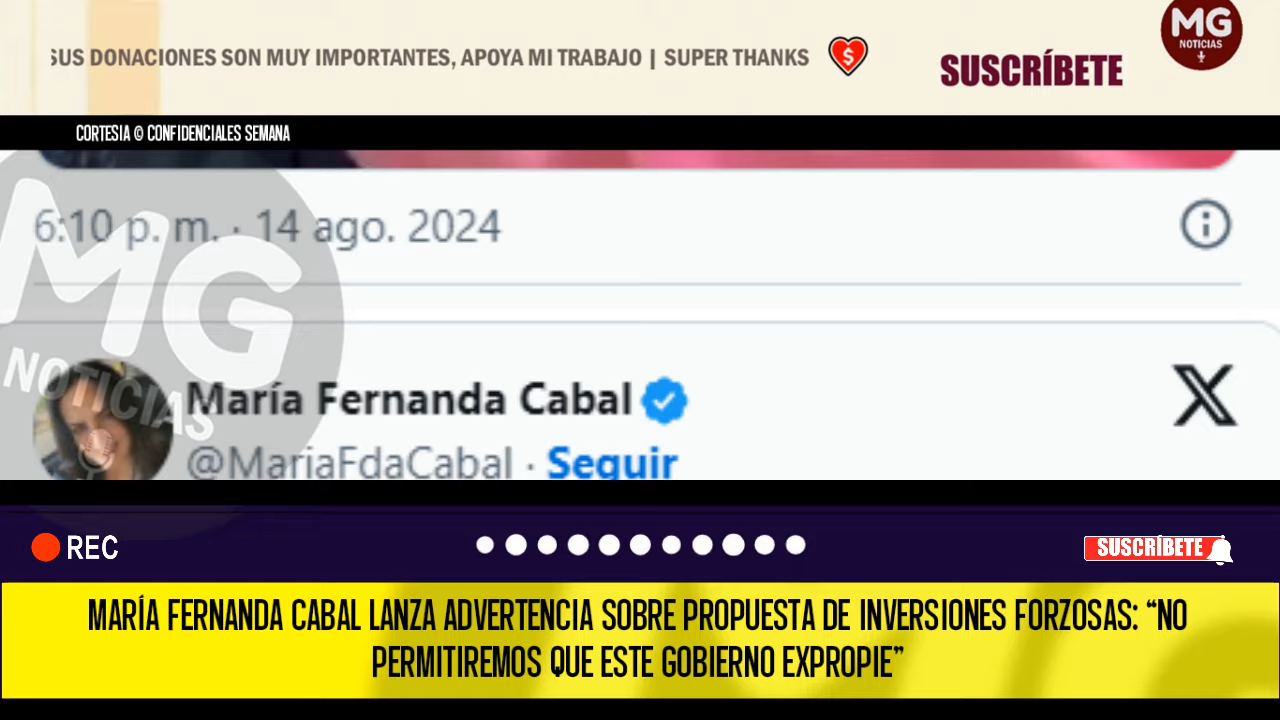 SUS DONACIONES SON MUY IMPORTANTES, APOYA MI TRABAJO | SUPER THANKS
$
SUSCRÍBETE
MG
NOTICIAS
CORTESIA © CONFIDENCIALES SEMANA
6:10 p. m. · 14 ago. 2024
MG
NOTICIAS
María Fernanda Cabal
@MariaFdaCabal · Seguir
REC
SUSCRÍBETE
MARÍA FERNANDA CABAL LANZA ADVERTENCIA SOBRE PROPUESTA DE INVERSIONES FORZOSAS: “NO
PERMITIREMOS QUE ESTE GOBIERNO EXPROPIE”